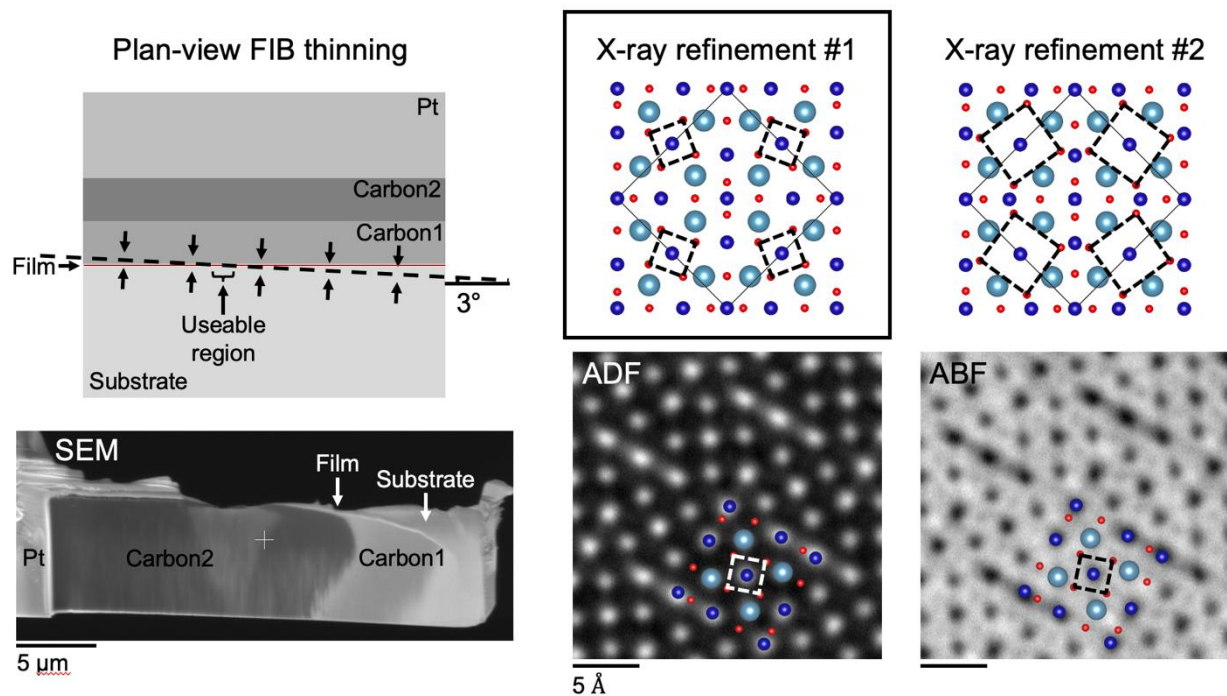 Plan-view FIB thinning
Pt
Carbon2
Carbon1
Film
3°
Useable
region
Substrate
SEM
Film
Substrate
Pt
Carbon2
Carbon1
5 µm
X-ray refinement #1
X-ray refinement #2
ADF
ABF
5 Å